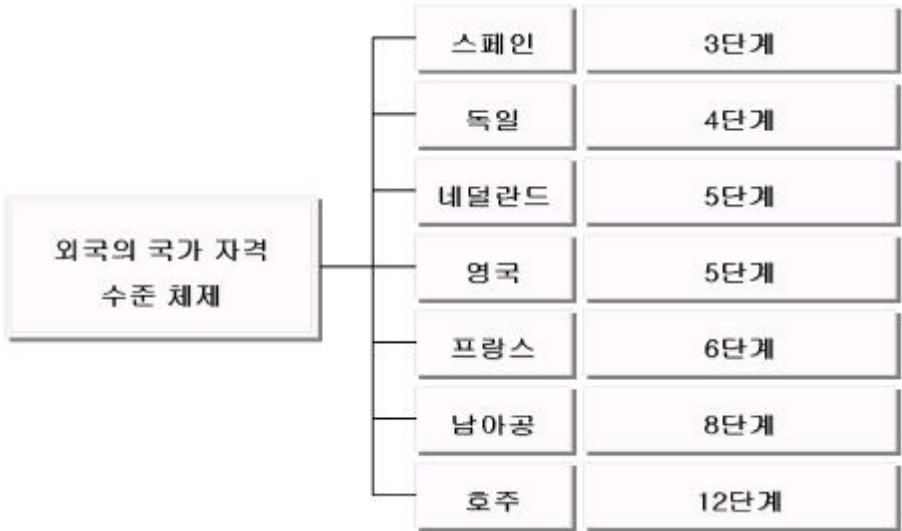 외국의 국가 자격
수준 체제
스페인 3단계
독일 4단계
네덜란드 5단계
영국 5단계
프랑스 6단계
남아공 8단계
호주 12단계